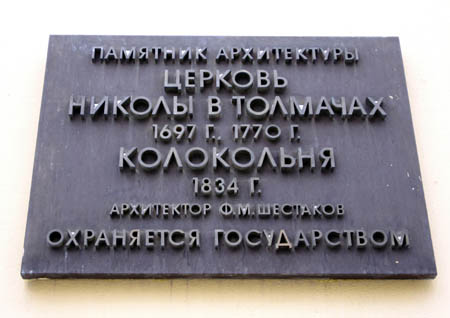 ПАМЯТНИК АРХИТЕКТУРЫ
ЦЕРКОВЬ
НИКОЛЫ В ТОЛМАЧАХ
1697 Г., 1770 Г.
КОЛОКОЛЬНЯ
1834 Г.
АРХИТЕКТОР Ф.М.ШЕСТАКОВ
ОХРАНЯЕТСЯ ГОСУДАРСТВОМ